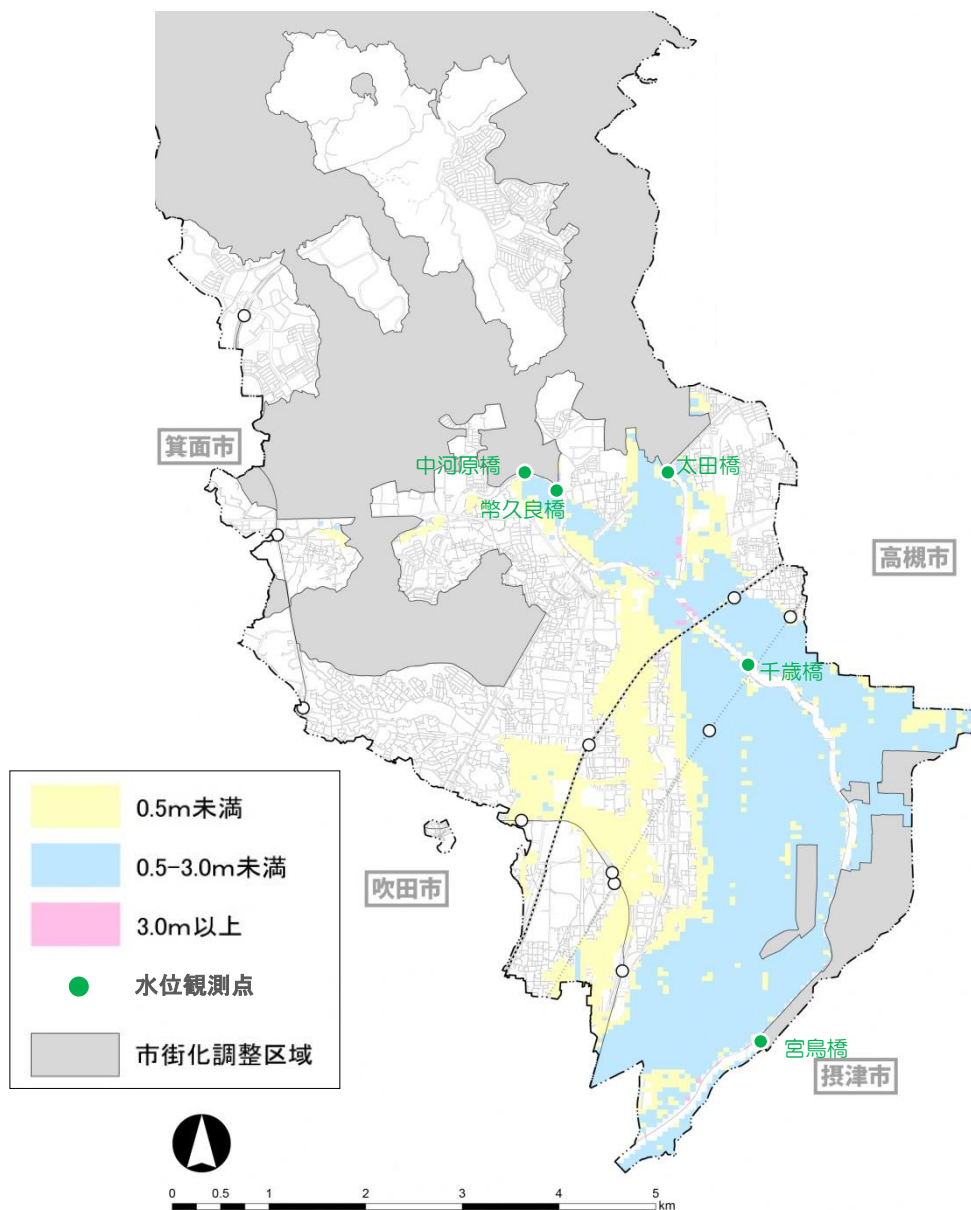 箕面市
中河原橋
太田橋
幣久良橋
高槻市
千歳橋
0.5m未満
0.5-3.0m未満
3.0m以上
水位観測点
市街化調整区域
吹田市
宮鳥橋
摂津市
0 0.5 1 2 3 4 5
km